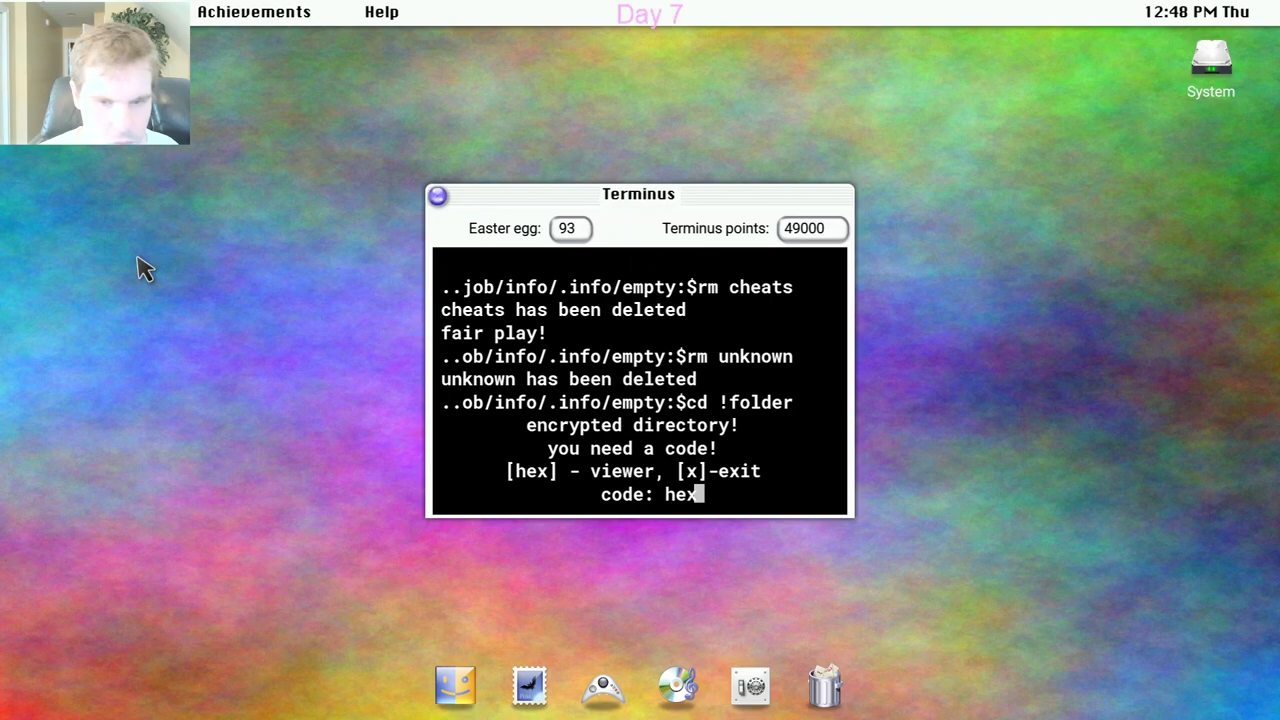 Achievements Help Day 7 12:48 PM Thu
System
Terminus
Easter egg: 93 Terminus points: 49000
..job/info/.info/empty:$rm cheats
cheats has been deleted
fair play!
..ob/info/.info/empty:$rm unknown
unknown has been deleted
..ob/info/.info/empty:$cd !folder
encrypted directory!
you need a code!
[hex] - viewer, [x]-exit
code: hex